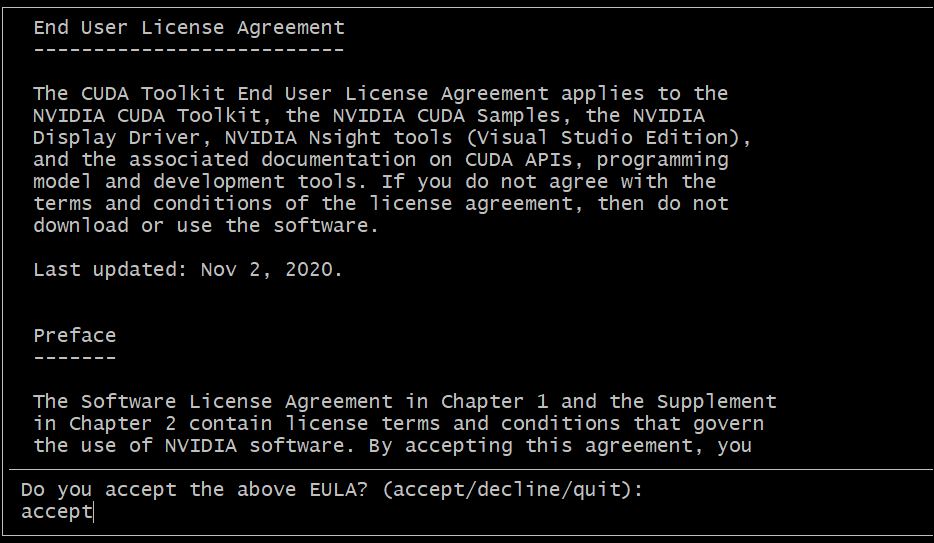 End User License Agreement
--------------------------
The CUDA Toolkit End User License Agreement applies to the
NVIDIA CUDA Toolkit, the NVIDIA CUDA Samples, the NVIDIA
Display Driver, NVIDIA Nsight tools (Visual Studio Edition),
and the associated documentation on CUDA APIs, programming
model and development tools. If you do not agree with the
terms and conditions of the license agreement, then do not
download or use the software.
Last updated: Nov 2, 2020.
Preface
-------
The Software License Agreement in Chapter 1 and the Supplement
in Chapter 2 contain license terms and conditions that govern
the use of NVIDIA software. By accepting this agreement, you
Do you accept the above EULA? (accept/decline/quit):
accept